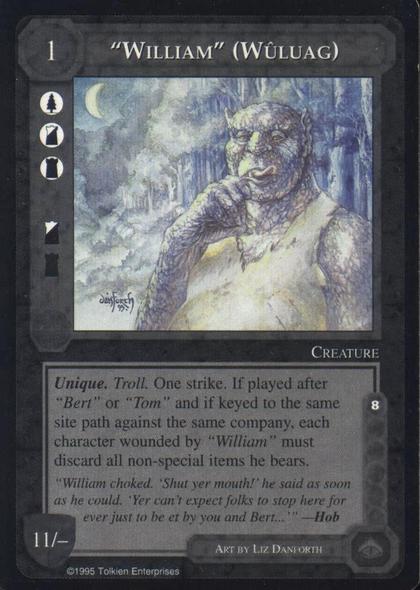 1
“WILLIAM” (WÛLUAG)
Danforth
CREATURE
Unique. Troll. One strike. If played after
“Bert” or “Tom” and if keyed to the same
site path against the same company, each
character wounded by “William” must
discard all non-special items he bears.
8
“William choked. ‘Shut yer mouth!’ he said as soon
as he could. ‘Yer can’t expect folks to stop here for
ever just to be et by you and Bert...’” —Hob
11/–
ART BY LIZ DANFORTH
©1995 Tolkien Enterprises